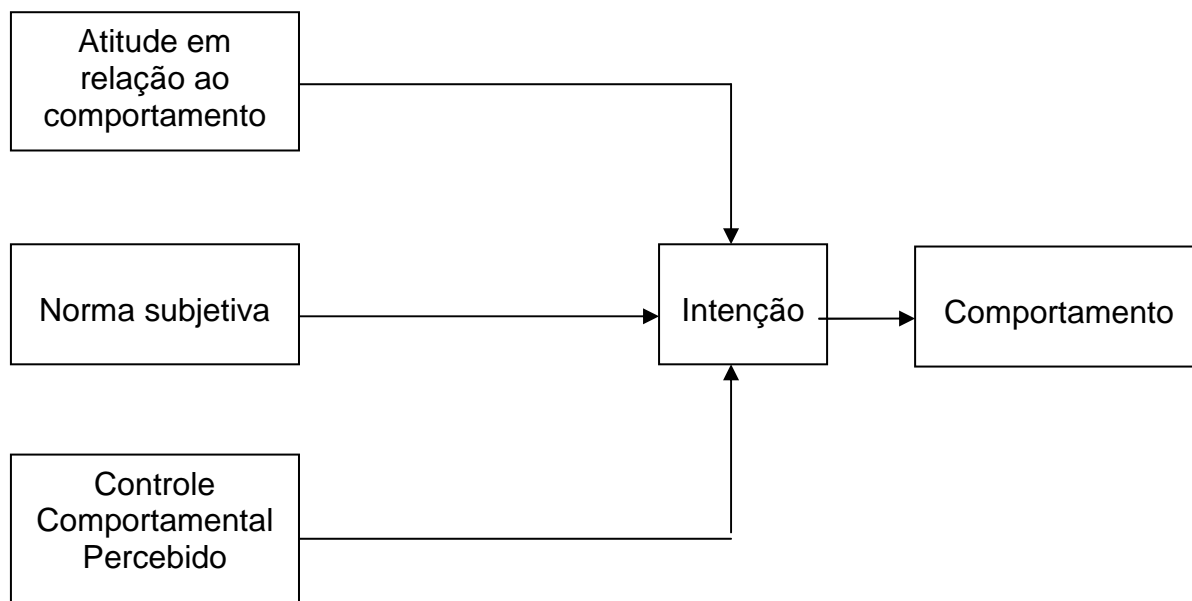 Atitude em
relação ao
comportamento
Norma subjetiva
Intenção
Comportamento
Controle
Comportamental
Percebido